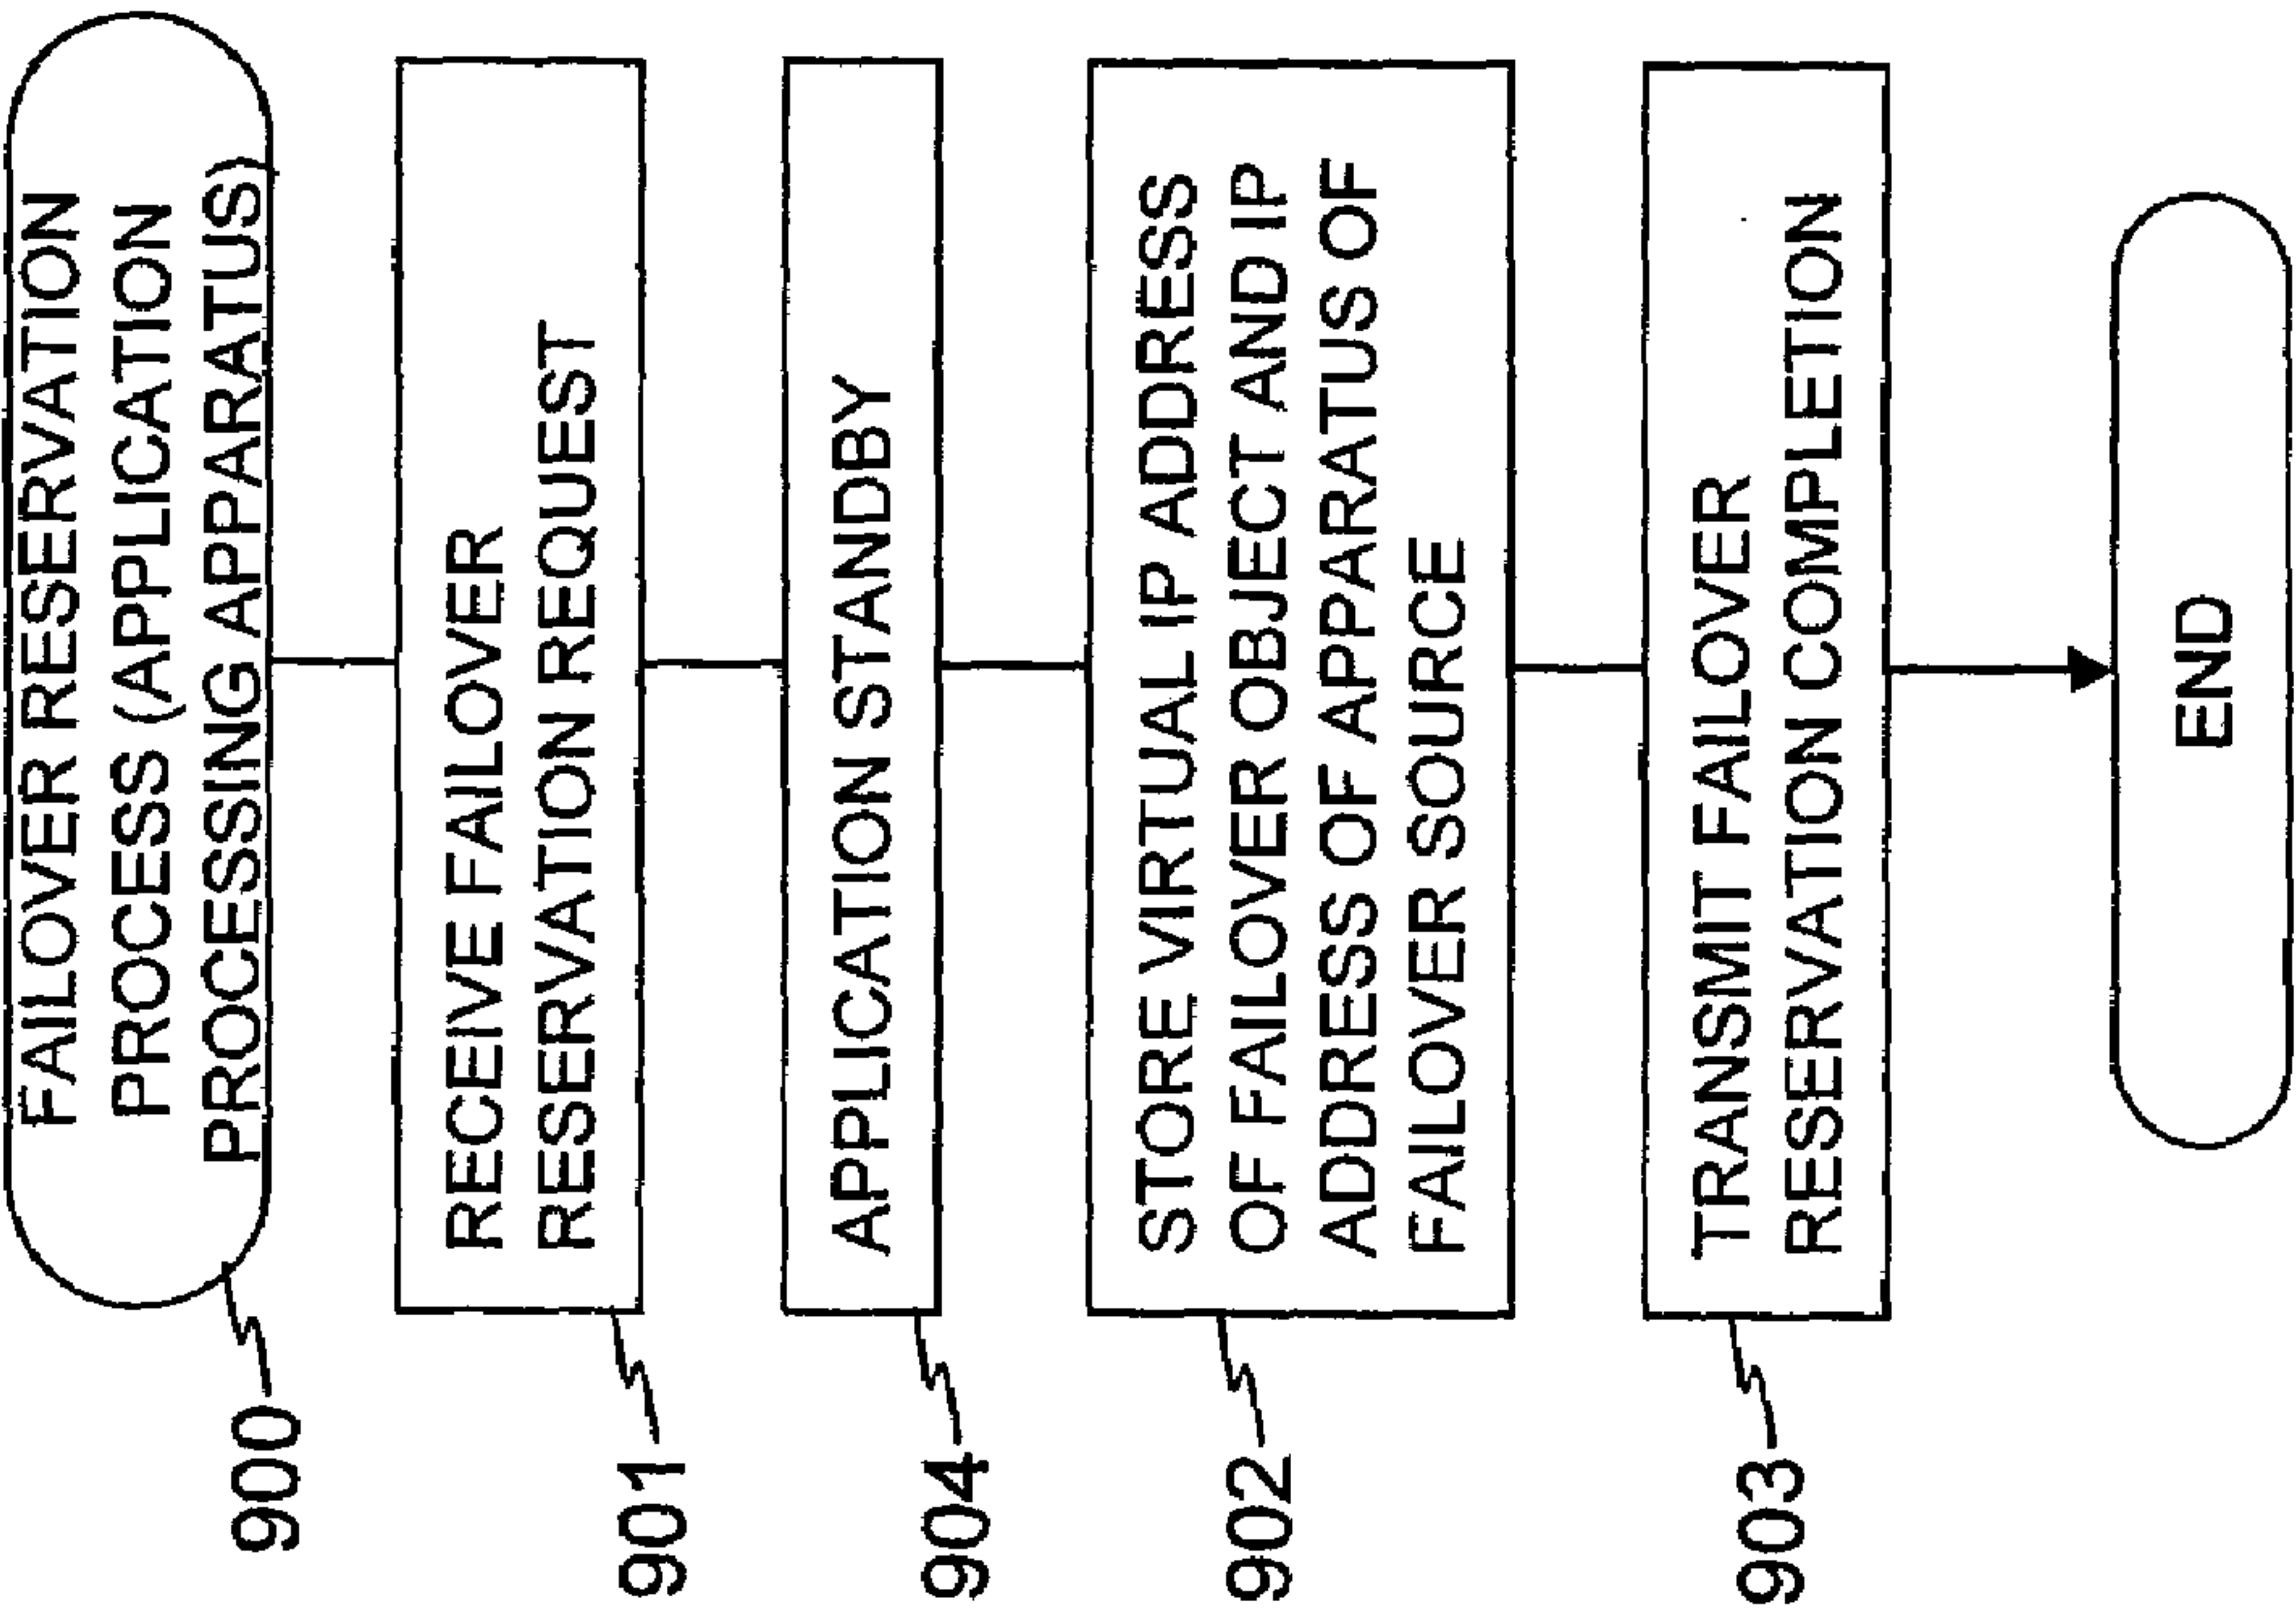 FAILOVER RESERVATION
PROCESS (APPLICATION
PROCESSING APPARATUS)
900
RECEIVE FAILOVER
RESERVATION REQUEST
901
APPLICATION STANDBY
904
STORE VIRTUAL IP ADDRESS
OF FAILOVER OBJECT AND IP
ADDRESS OF APPARATUS OF
FAILOVER SOURCE
902
TRANSMIT FAILOVER
RESERVATION COMPLETION
903
END